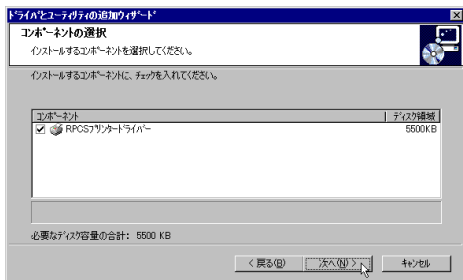 ﾄﾞﾗｲﾊﾞとﾕｰﾃｨﾘﾃｨの追加ｳｨｻﾞｰﾄﾞ
ｺﾝﾎﾟｰﾈﾝﾄの選択
ｲﾝｽﾄｰﾙするｺﾝﾎﾟｰﾈﾝﾄを選択してください。
ｲﾝｽﾄｰﾙするｺﾝﾎﾟｰﾈﾝﾄに、ﾁｪｯｸを入れてください。
ｺﾝﾎﾟｰﾈﾝﾄ ﾃﾞｨｽｸ領域
RPCSﾌﾟﾘﾝﾀｰﾄﾞﾗｲﾊﾞｰ 5500KB
必要なﾃﾞｨｽｸ容量の合計: 5500 KB
< 戻る(B) 次へ(N) > ｷｬﾝｾﾙ